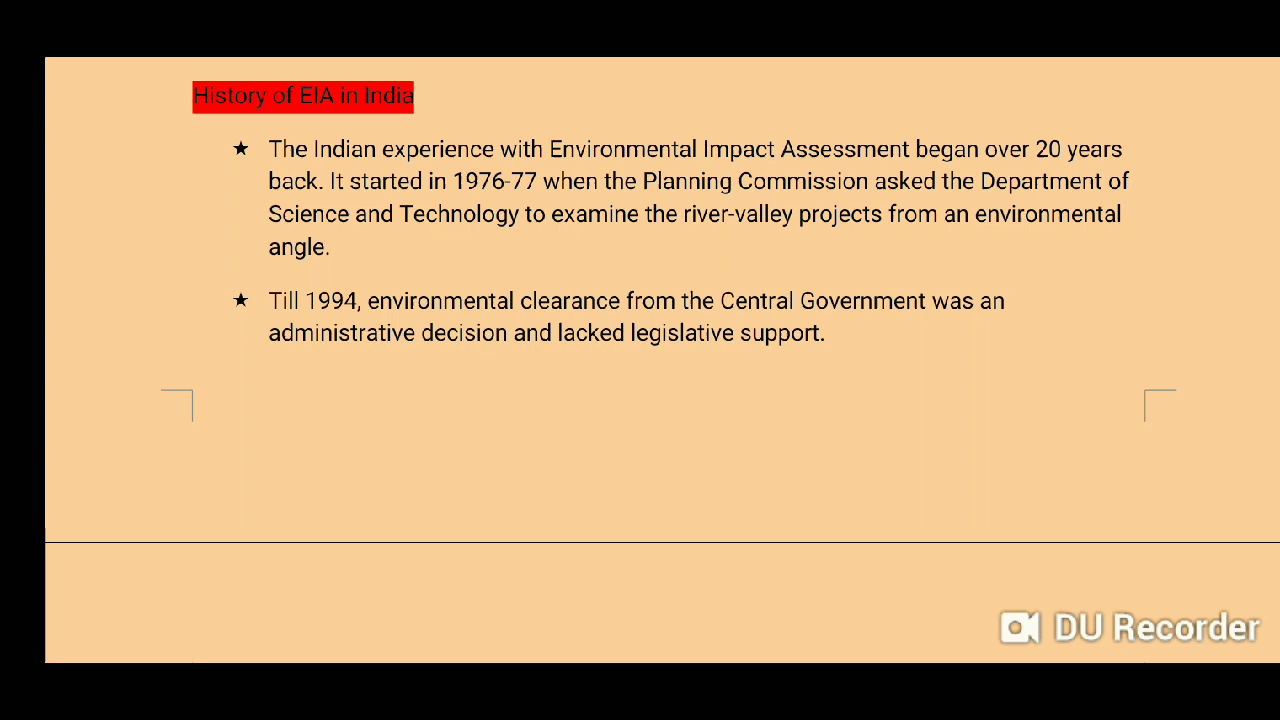 History of EIA in India
★ The Indian experience with Environmental Impact Assessment began over 20 years
back. It started in 1976-77 when the Planning Commission asked the Department of
Science and Technology to examine the river-valley projects from an environmental
angle.
★ Till 1994, environmental clearance from the Central Government was an
administrative decision and lacked legislative support.
DU Recorder